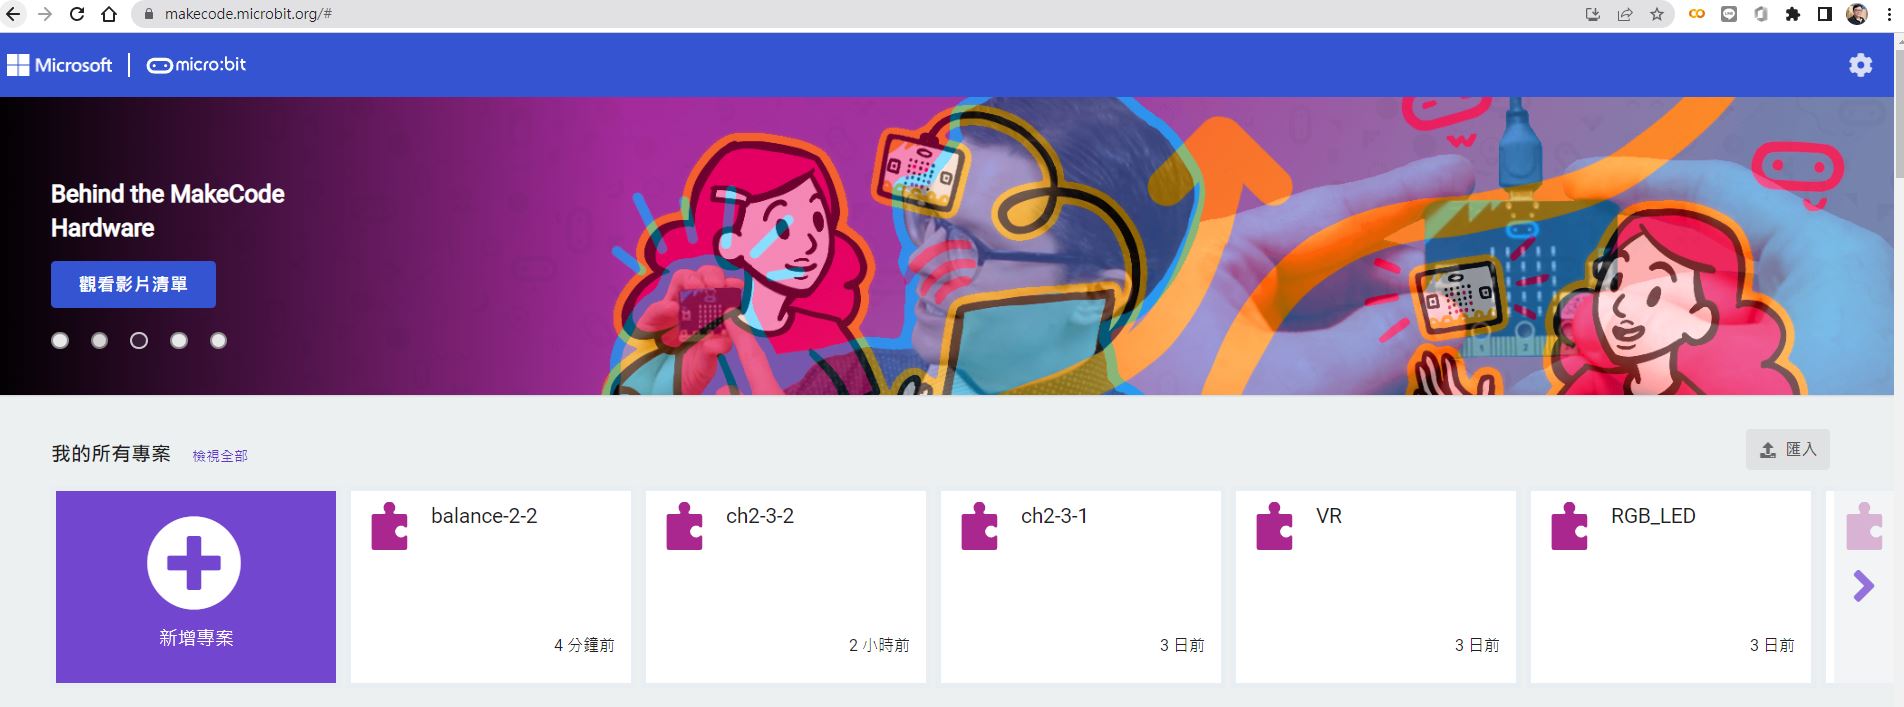 makecode.microbit.org/#
Microsoft | micro:bit
Behind the MakeCode
Hardware
觀看影片清單
我的所有專案 檢視全部
匯入
新增專案
balance-2-2
4 分鐘前
ch2-3-2
2 小時前
ch2-3-1
3 日前
VR
3 日前
RGB_LED
3 日前